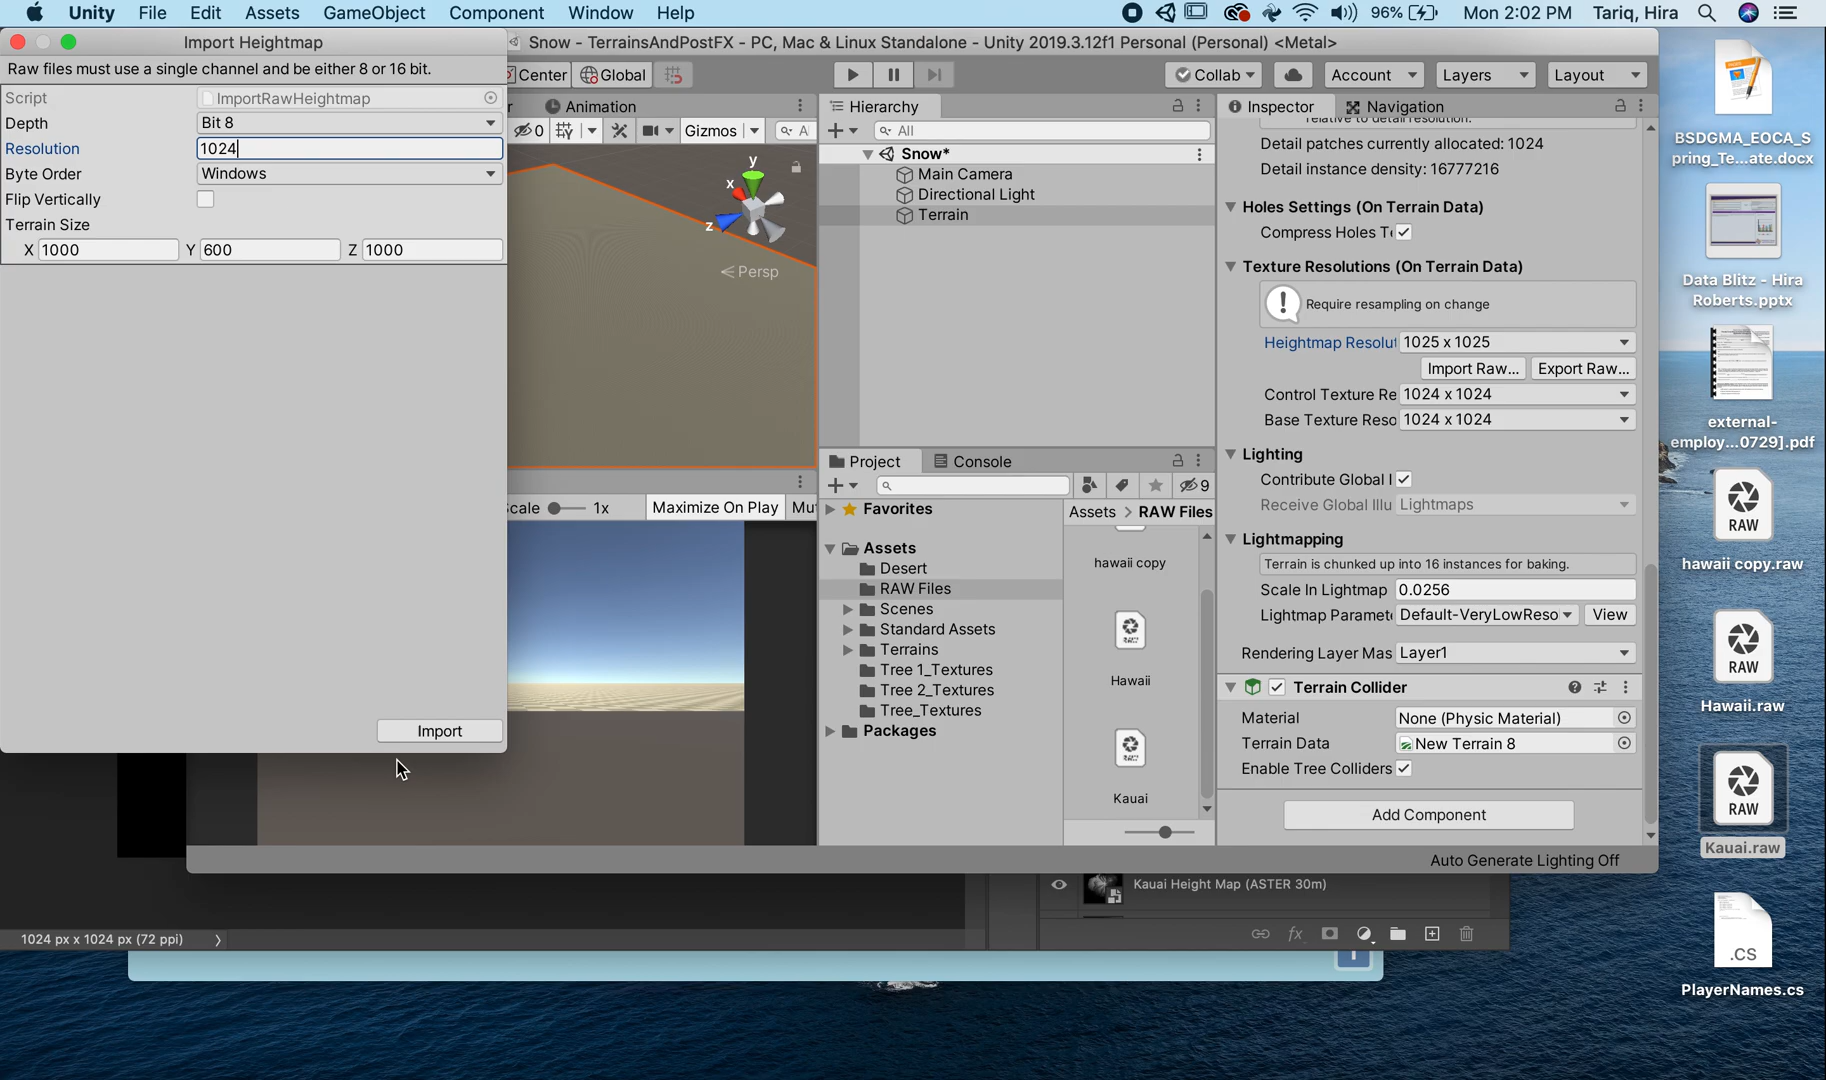 Unity File Edit Assets GameObject Component Window Help 96% Mon 2:02 PM Tariq, Hira
Import Heightmap
Snow - TerrainsAndPostFX - PC, Mac & Linux Standalone - Unity 2019.3.12f1 Personal (Personal) <Metal>
Raw files must use a single channel and be either 8 or 16 bit.
Script ImportRawHeightmap
Depth Bit 8
Resolution 1024
Byte Order Windows
Flip Vertically
Terrain Size
X 1000 Y 600 Z 1000
Import
Center Global
Collab Account Layers Layout
Animation
0 Gizmos
y
x
z
Persp
Scale 1x Maximize On Play Mu
Hierarchy
All
Snow*
Main Camera
Directional Light
Terrain
Project Console
9
Favorites
Assets
Desert
RAW Files
Scenes
Standard Assets
Terrains
Tree 1_Textures
Tree 2_Textures
Tree_Textures
Packages
Assets > RAW Files
hawaii copy
Hawaii
Kauai
Inspector Navigation
relative to detail resolution.
Detail patches currently allocated: 1024
Detail instance density: 16777216
Holes Settings (On Terrain Data)
Compress Holes Te
Texture Resolutions (On Terrain Data)
Require resampling on change
Heightmap Resolut 1025 x 1025
Import Raw... Export Raw...
Control Texture Re 1024 x 1024
Base Texture Reso 1024 x 1024
Lighting
Contribute Global I
Receive Global Illu Lightmaps
Lightmapping
Terrain is chunked up into 16 instances for baking.
Scale In Lightmap 0.0256
Lightmap Paramete Default-VeryLowReso View
Rendering Layer Mas Layer1
Terrain Collider
Material None (Physic Material)
Terrain Data New Terrain 8
Enable Tree Colliders
Add Component
Auto Generate Lighting Off
Kauai Height Map (ASTER 30m)
fx
1024 px x 1024 px (72 ppi)
BSDGMA_EOCA_S
pring_Te...ate.docx
Data Blitz - Hira
Roberts.pptx
external-
employ...0729].pdf
RAW
hawaii copy.raw
RAW
Hawaii.raw
RAW
Kauai.raw
.CS
PlayerNames.cs